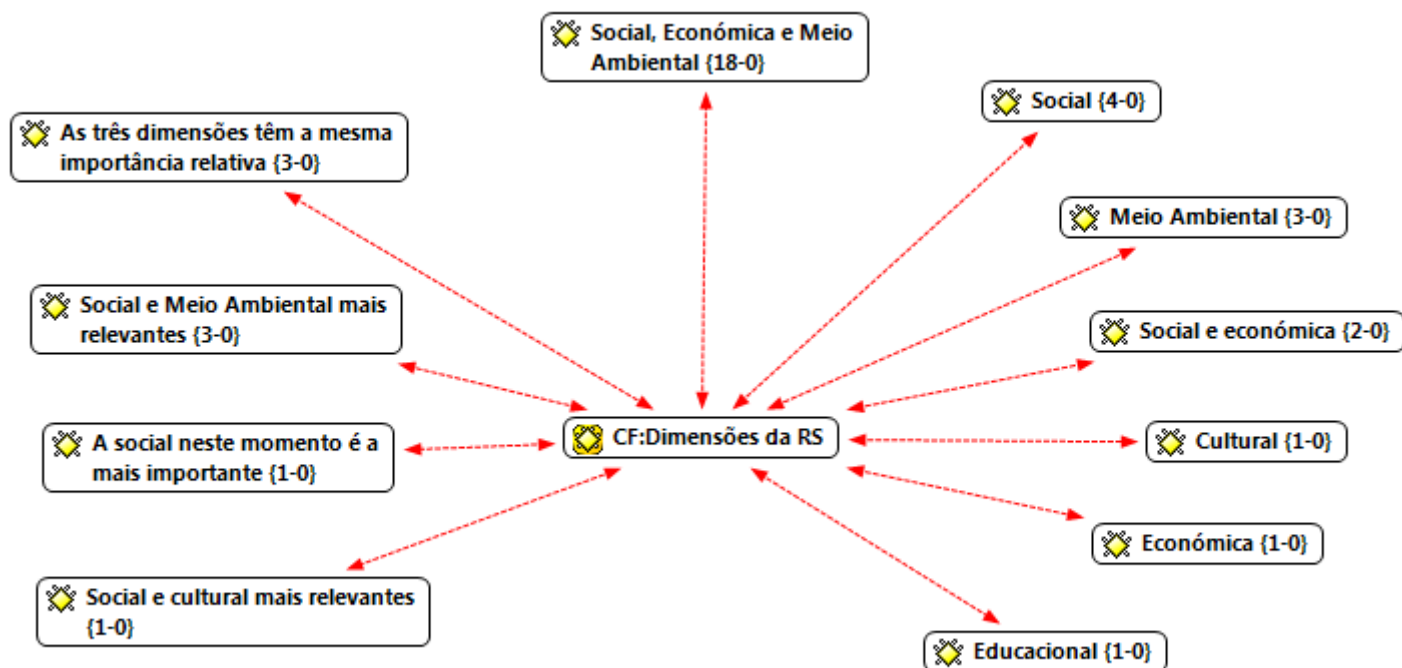 Social, Económica e Meio
Ambiental {18-0}
Social {4-0}
As três dimensões têm a mesma
importância relativa {3-0}
Meio Ambiental {3-0}
Social e Meio Ambiental mais
relevantes {3-0}
Social e económica {2-0}
CF:Dimensões da RS
A social neste momento é a
mais importante {1-0}
Cultural {1-0}
Económica {1-0}
Social e cultural mais relevantes
{1-0}
Educacional {1-0}